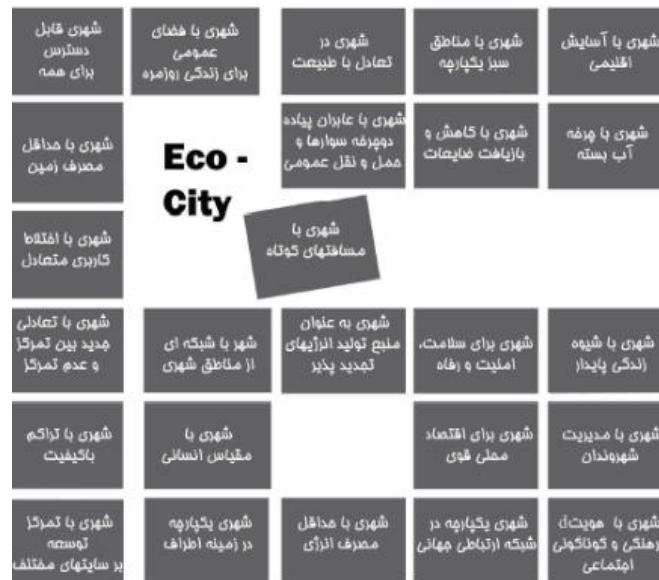 شهری با آسایش
اقلیمی
شهری با مناطق
سبز یکپارچه
شهری در
تعادل با طبیعت
شهری با فضای
عمومی
برای زندگی روزمره
شهری قابل
دسترس
برای همه
شهری با چرخه
آب بسته
شهری با کاهش و
بازیافت ضایعات
شهری با عابران پیاده
دوچرخه سوارها و
حمل و نقل عمومی
Eco -
City
شهری با حداقل
مصرف زمین
شهری با
مسافتهای کوتاه
شهری با اختلاط
کاربری متعادل
شهری با شیوه
زندگی پایدار
شهری برای سلامت،
امنیت و رفاه
شهری به عنوان
منبع تولید انرژیهای
تجدید پذیر
شهر با شبکه ای
از مناطق شهری
شهری با تعادلی
جدید بین تمرکز
و عدم تمرکز
شهری با مدیریت
شهروندان
شهری برای اقتصاد
محلی قوی
شهری با
مقیاس انسانی
شهری با تراکم
باکیفیت
شهری با هویتd
رهنگی و گوناگونی
اجتماعی
شهری یکپارچه در
شبکه ارتباطی جهانی
شهری با حداقل
مصرف انرژی
شهری یکپارچه
در زمینه اطراف
شهری با تمرکز
توسعه
بر سایتهای مختلف